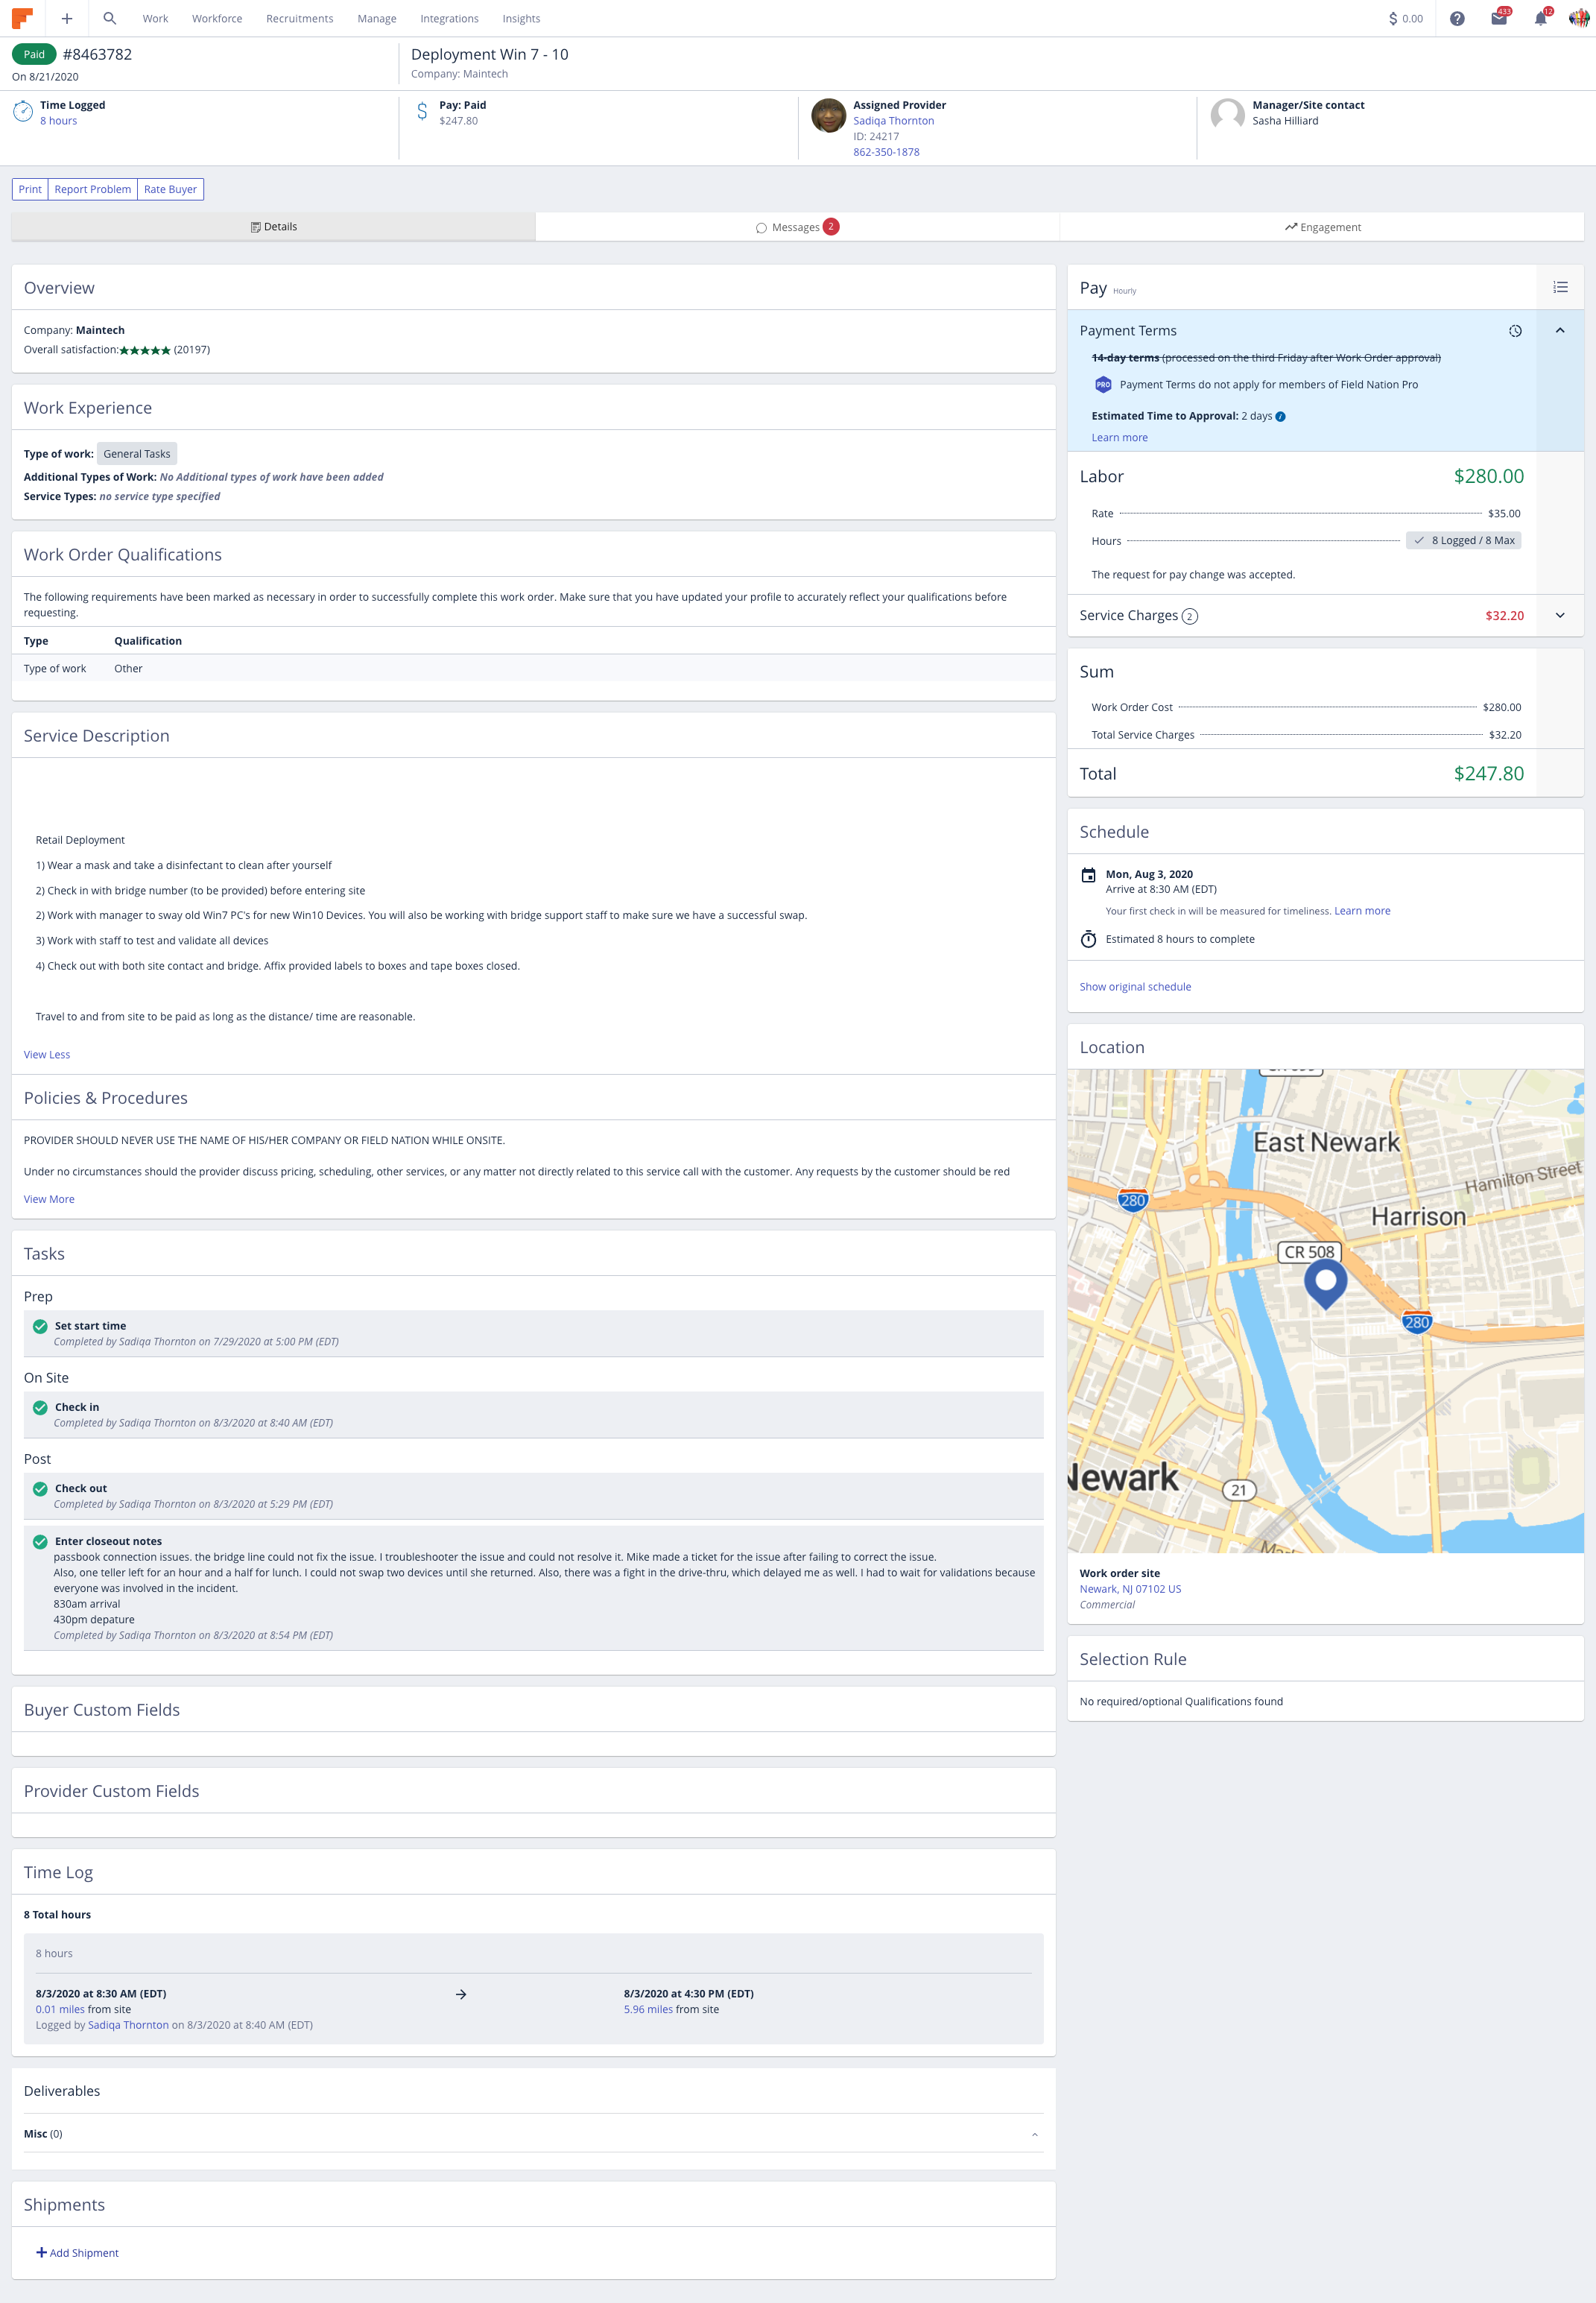 Work Workforce Recruitments Manage Integrations Insights
$ 0.00 433 12
Paid #8463782
On 8/21/2020
Deployment Win 7 - 10
Company: Maintech
Time Logged
8 hours
Pay: Paid
$247.80
Assigned Provider
Sadiqa Thornton
ID: 24217
862-350-1878
Manager/Site contact
Sasha Hilliard
Print Report Problem Rate Buyer
Details
Messages 2
Engagement
Overview
Company: Maintech
Overall satisfaction:★★★★★ (20197)
Work Experience
Type of work: General Tasks
Additional Types of Work: No Additional types of work have been added
Service Types: no service type specified
Work Order Qualifications
The following requirements have been marked as necessary in order to successfully complete this work order. Make sure that you have updated your profile to accurately reflect your qualifications before
requesting.
Type Qualification
Type of work Other
Service Description
Retail Deployment
1) Wear a mask and take a disinfectant to clean after yourself
2) Check in with bridge number (to be provided) before entering site
2) Work with manager to sway old Win7 PC's for new Win10 Devices. You will also be working with bridge support staff to make sure we have a successful swap.
3) Work with staff to test and validate all devices
4) Check out with both site contact and bridge. Affix provided labels to boxes and tape boxes closed.
Travel to and from site to be paid as long as the distance/ time are reasonable.
View Less
Policies & Procedures
PROVIDER SHOULD NEVER USE THE NAME OF HIS/HER COMPANY OR FIELD NATION WHILE ONSITE.
Under no circumstances should the provider discuss pricing, scheduling, other services, or any matter not directly related to this service call with the customer. Any requests by the customer should be red
View More
Tasks
Prep
Set start time
Completed by Sadiqa Thornton on 7/29/2020 at 5:00 PM (EDT)
On Site
Check in
Completed by Sadiqa Thornton on 8/3/2020 at 8:40 AM (EDT)
Post
Check out
Completed by Sadiqa Thornton on 8/3/2020 at 5:29 PM (EDT)
Enter closeout notes
passbook connection issues. the bridge line could not fix the issue. I troubleshooter the issue and could not resolve it. Mike made a ticket for the issue after failing to correct the issue.
Also, one teller left for an hour and a half for lunch. I could not swap two devices until she returned. Also, there was a fight in the drive-thru, which delayed me as well. I had to wait for validations because
everyone was involved in the incident.
830am arrival
430pm depature
Completed by Sadiqa Thornton on 8/3/2020 at 8:54 PM (EDT)
Buyer Custom Fields
Provider Custom Fields
Time Log
8 Total hours
8 hours
8/3/2020 at 8:30 AM (EDT) → 8/3/2020 at 4:30 PM (EDT)
0.01 miles from site 5.96 miles from site
Logged by Sadiqa Thornton on 8/3/2020 at 8:40 AM (EDT)
Deliverables
Misc (0)
Shipments
+ Add Shipment
Pay Hourly
Payment Terms
14-day terms (processed on the third Friday after Work Order approval)
PRO Payment Terms do not apply for members of Field Nation Pro
Estimated Time to Approval: 2 days
Learn more
Labor $280.00
Rate $35.00
Hours 8 Logged / 8 Max
The request for pay change was accepted.
Service Charges 2 $32.20
Sum
Work Order Cost $280.00
Total Service Charges $32.20
Total $247.80
Schedule
Mon, Aug 3, 2020
Arrive at 8:30 AM (EDT)
Your first check in will be measured for timeliness. Learn more
Estimated 8 hours to complete
Show original schedule
Location
East Newark
Hamilton Street
280
Harrison
CR 508
280
Newark
21
Work order site
Newark, NJ 07102 US
Commercial
Selection Rule
No required/optional Qualifications found